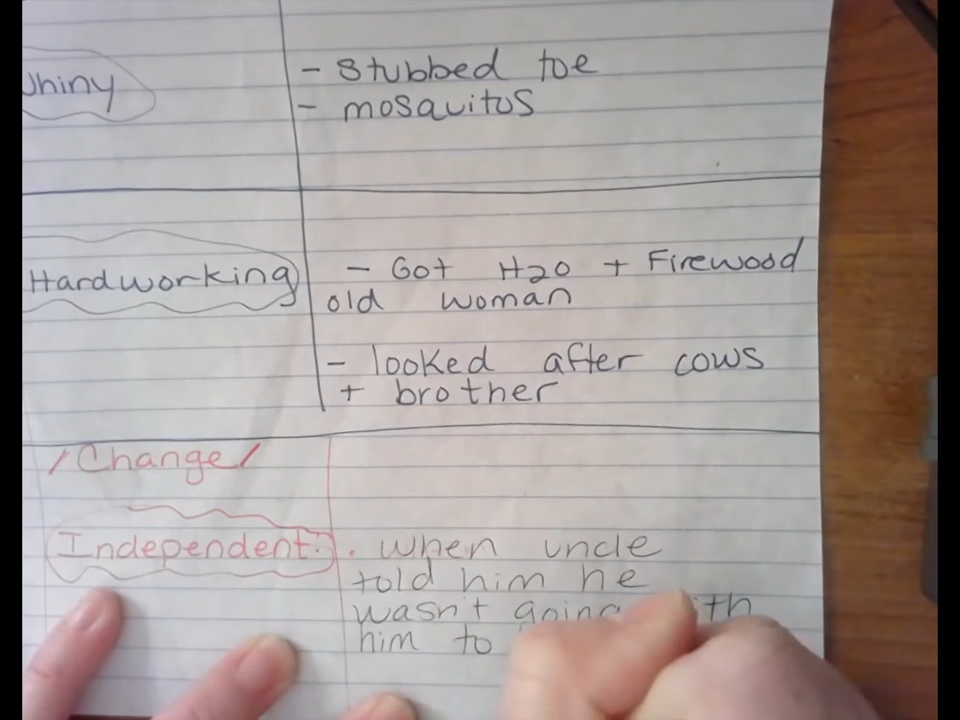 Whiny
- Stubbed toe
- mosquitos
Hardworking
- Got H2O + Firewood
old woman
- looked after cows
+ brother
/Change/
Independent.
. when uncle
told him he
wasn't going with
him to